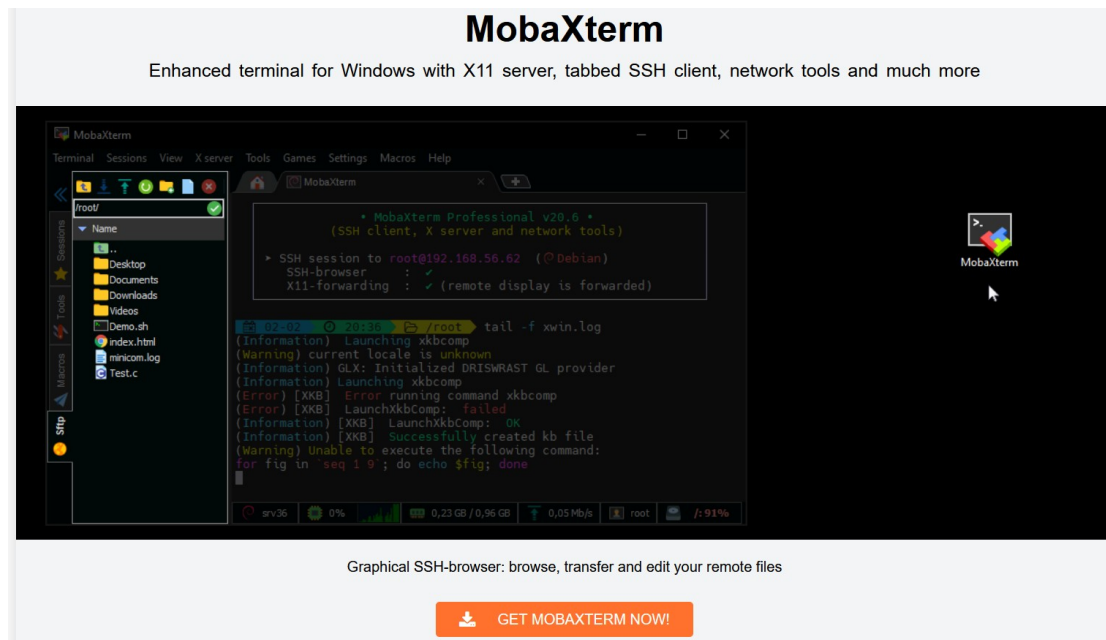 MobaXterm
Enhanced terminal for Windows with X11 server, tabbed SSH client, network tools and much more
MobaXterm
Terminal Sessions View X server Tools Games Settings Macros Help
MobaXterm
/root/
Name
..
Desktop
Documents
Downloads
Videos
Demo.sh
index.html
minicom.log
Test.c
Sessions
Tools
Macros
Sftp
• MobaXterm Professional v20.6 •
(SSH client, X server and network tools)
➤ SSH session to root@192.168.56.62 (Debian)
SSH-browser : ✓
X11-forwarding : ✓ (remote display is forwarded)
02-02 20:36 /root tail -f xwin.log
(Information) Launching xkbcomp
(Warning) current locale is unknown
(Information) GLX: Initialized DRISWRAST GL provider
(Information) Launching xkbcomp
(Error) [XKB] Error running command xkbcomp
(Error) [XKB] LaunchXkbComp: failed
(Information) [XKB] LaunchXkbComp: OK
(Information) [XKB] Successfully created kb file
(Warning) Unable to execute the following command:
for fig in `seq 1 9`; do echo $fig; done
srv36 0% 0,23 GB / 0,96 GB 0,05 Mb/s root /: 91%
MobaXterm
Graphical SSH-browser: browse, transfer and edit your remote files
GET MOBAXTERM NOW!